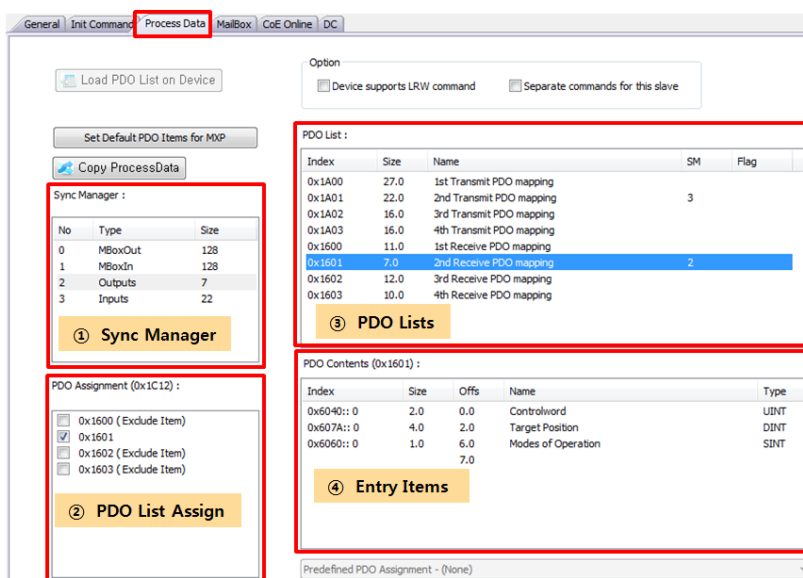 General Init Command Process Data MailBox CoE Online DC
Load PDO List on Device
Option
Device supports LRW command Separate commands for this slave
Set Default PDO Items for MXP
Copy ProcessData
Sync Manager :
No Type Size
0 MBoxOut 128
1 MBoxIn 128
2 Outputs 7
3 Inputs 22
① Sync Manager
PDO List :
Index Size Name SM Flag
0x1A00 27.0 1st Transmit PDO mapping
0x1A01 22.0 2nd Transmit PDO mapping 3
0x1A02 16.0 3rd Transmit PDO mapping
0x1A03 16.0 4th Transmit PDO mapping
0x1600 11.0 1st Receive PDO mapping
0x1601 7.0 2nd Receive PDO mapping 2
0x1602 12.0 3rd Receive PDO mapping
0x1603 10.0 4th Receive PDO mapping
③ PDO Lists
PDO Assignment (0x1C12) :
0x1600 (Exclude Item)
0x1601
0x1602 (Exclude Item)
0x1603 (Exclude Item)
② PDO List Assign
PDO Contents (0x1601) :
Index Size Offs Name Type
0x6040:: 0 2.0 0.0 Controlword UINT
0x607A:: 0 4.0 2.0 Target Position DINT
0x6060:: 0 1.0 6.0 Modes of Operation SINT
7.0
④ Entry Items
Predefined PDO Assignment - (None)